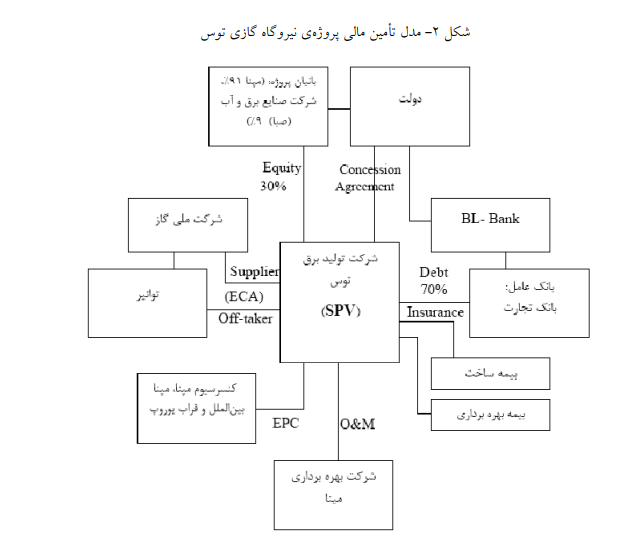 شکل ۲- مدل تأمین مالی پروژه‌ی نیروگاه گازی توس
بانیان پروژه: (مپنا ۹۱٪،
شرکت صنایع برق و آب
(صبا) ۹٪)
دولت
Equity
30%
Concession
Agreement
شرکت ملی گاز
BL- Bank
Supplier
شرکت تولید برق
توس
(SPV)
Debt
70%
توانیر
(ECA)
Off-taker
Insurance
بانک عامل:
بانک تجارت
بیمه ساخت
بیمه بهره برداری
کنسرسیوم مپنا، مپنا
بین‌الملل و فراب یوروپ
EPC
O&M
شرکت بهره برداری
مپنا